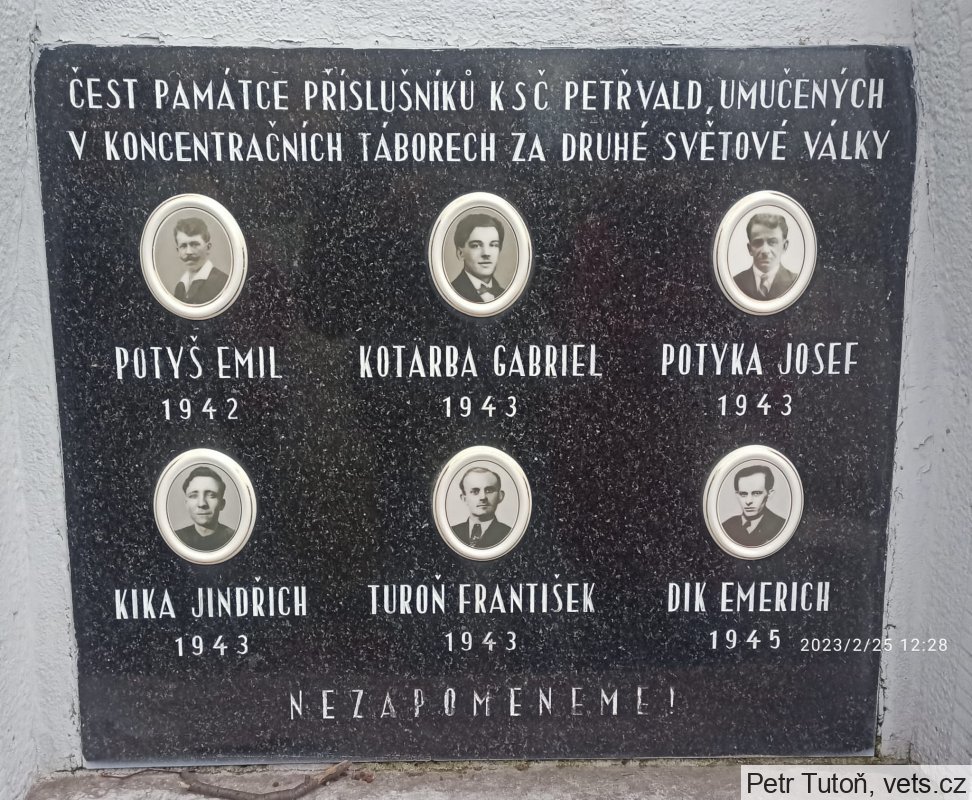 ČEST PAMÁTCE PŘÍSLUŠNÍKŮ KSČ PETŘVALD, UMUČENÝCH
V KONCENTRAČNÍCH TÁBORECH ZA DRUHÉ SVĚTOVÉ VÁLKY
POTYŠ EMIL KOTARBA GABRIEL POTYKA JOSEF
1942 1943 1943
KIKA JINDŘICH TUROŇ FRANTIŠEK DIK EMERICH
1943 1943 1945
2023/2/25 12:28
NEZAPOMENEME!
Petr Tutoň, vets.cz